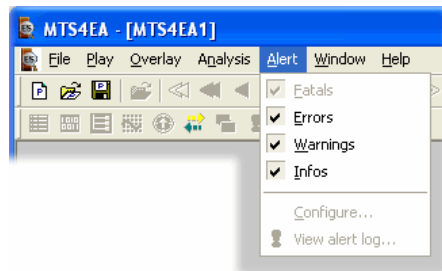 MTS4EA - [MTS4EA1]
File Play Overlay Analysis Alert Window Help
Fatals
Errors
Warnings
Infos
Configure...
View alert log...